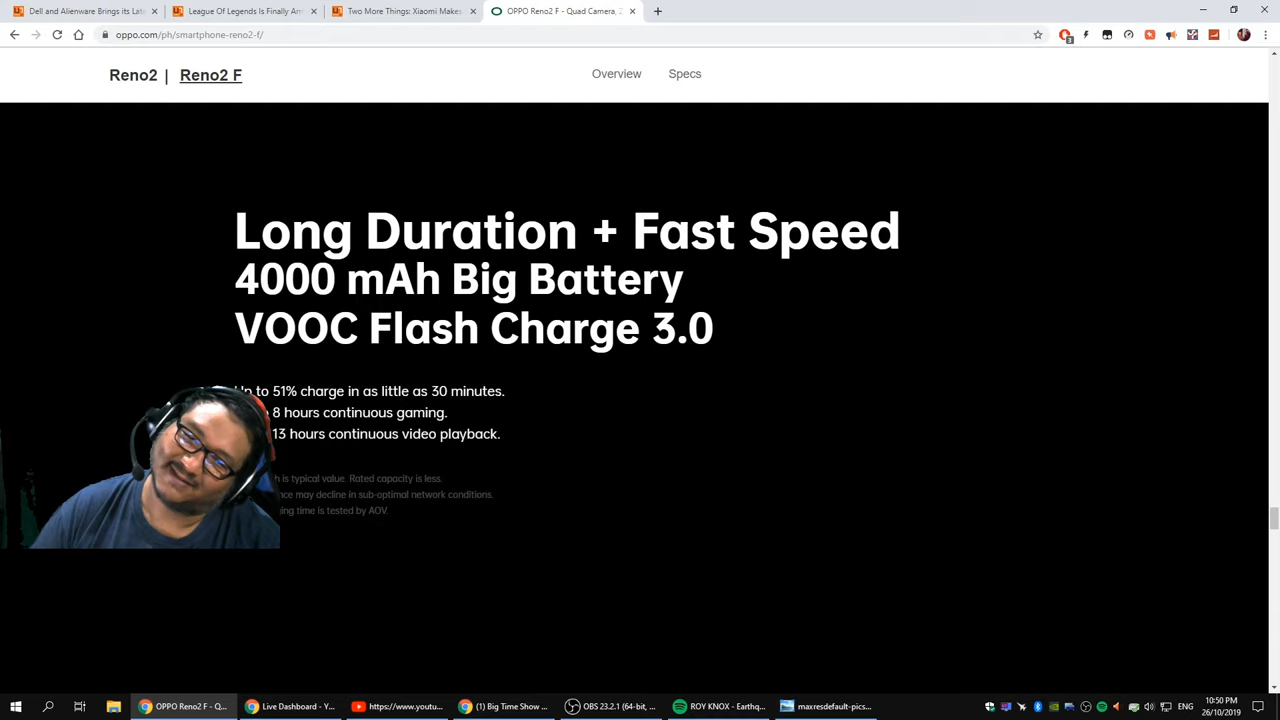 Dell and Alienware Brings its Late
League Of Legends Is Finally Arri
Two More Things: Xiaomi Makes
OPPO Reno2 F - Quad Camera, 2
oppo.com/ph/smartphone-reno2-f/
3
Reno2 | Reno2 F
Overview
Specs
Long Duration + Fast Speed
4000 mAh Big Battery
VOOC Flash Charge 3.0
Up to 51% charge in as little as 30 minutes.
8 hours continuous gaming.
13 hours continuous video playback.
is typical value. Rated capacity is less.
may decline in sub-optimal network conditions.
time is tested by AOV.
OPPO Reno2 F - Q...
Live Dashboard - Y...
https://www.youtu...
(1) Big Time Show ...
OBS 23.2.1 (64-bit, ...
ROY KNOX - Earthq...
maxresdefault-pics...
ENG
10:50 PM
26/10/2019